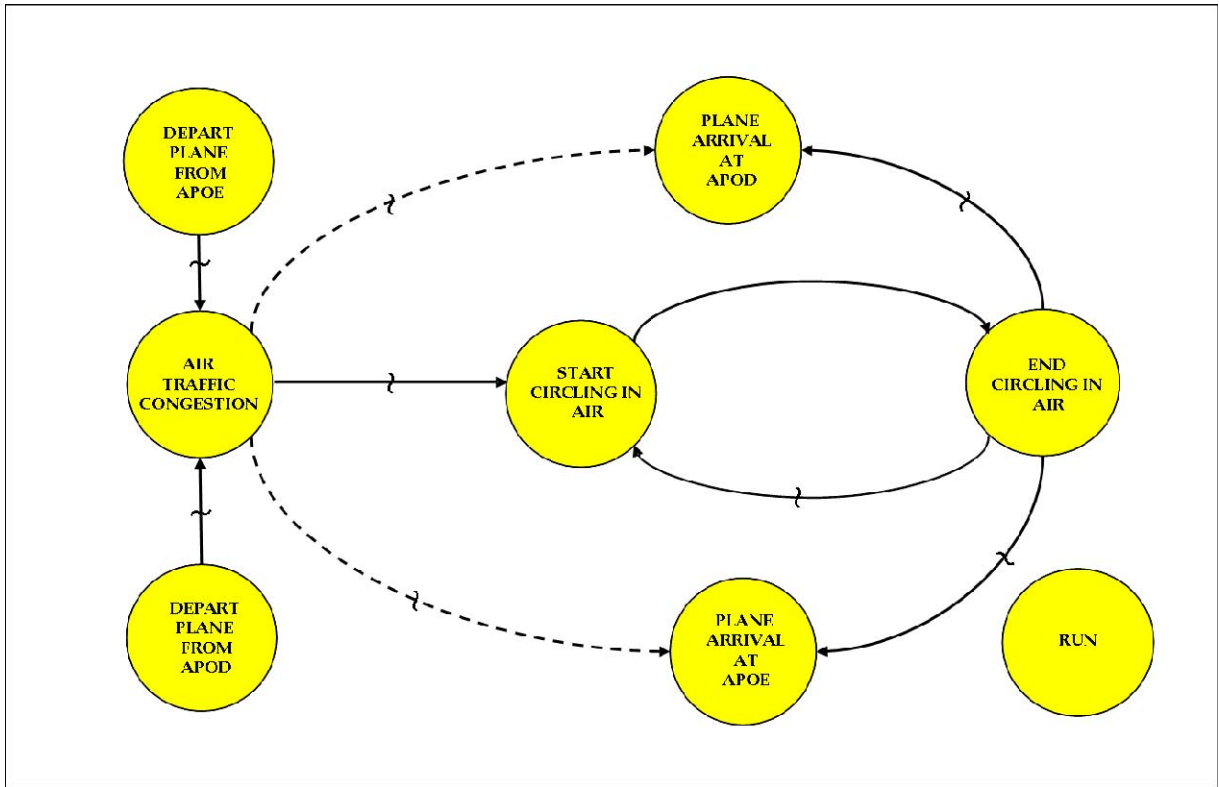 DEPART
PLANE
FROM
APOE
PLANE
ARRIVAL
AT
APOD
AIR
TRAFFIC
CONGESTION
START
CIRCLING IN
AIR
END
CIRCLING IN
AIR
DEPART
PLANE
FROM
APOD
PLANE
ARRIVAL
AT
APOE
RUN